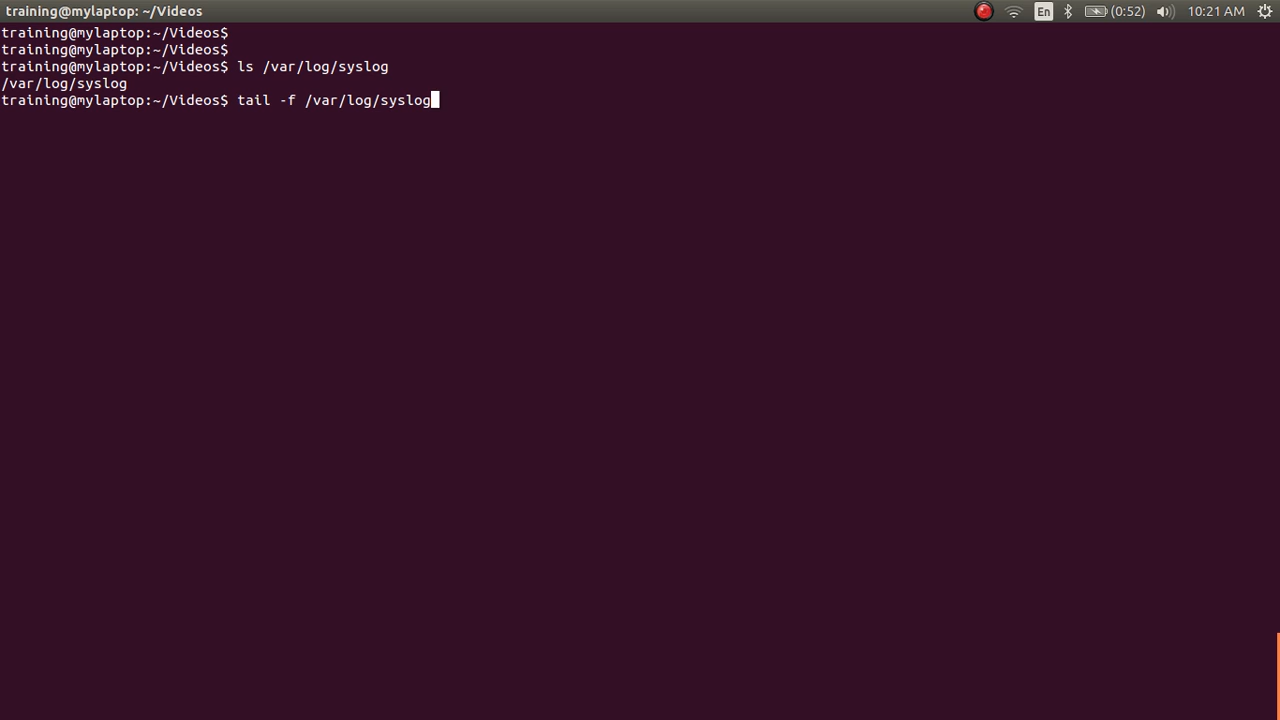 training@mylaptop: ~/Videos
En
(0:52)
10:21 AM
training@mylaptop:~/Videos$
training@mylaptop:~/Videos$
training@mylaptop:~/Videos$ ls /var/log/syslog
/var/log/syslog
training@mylaptop:~/Videos$ tail -f /var/log/syslog